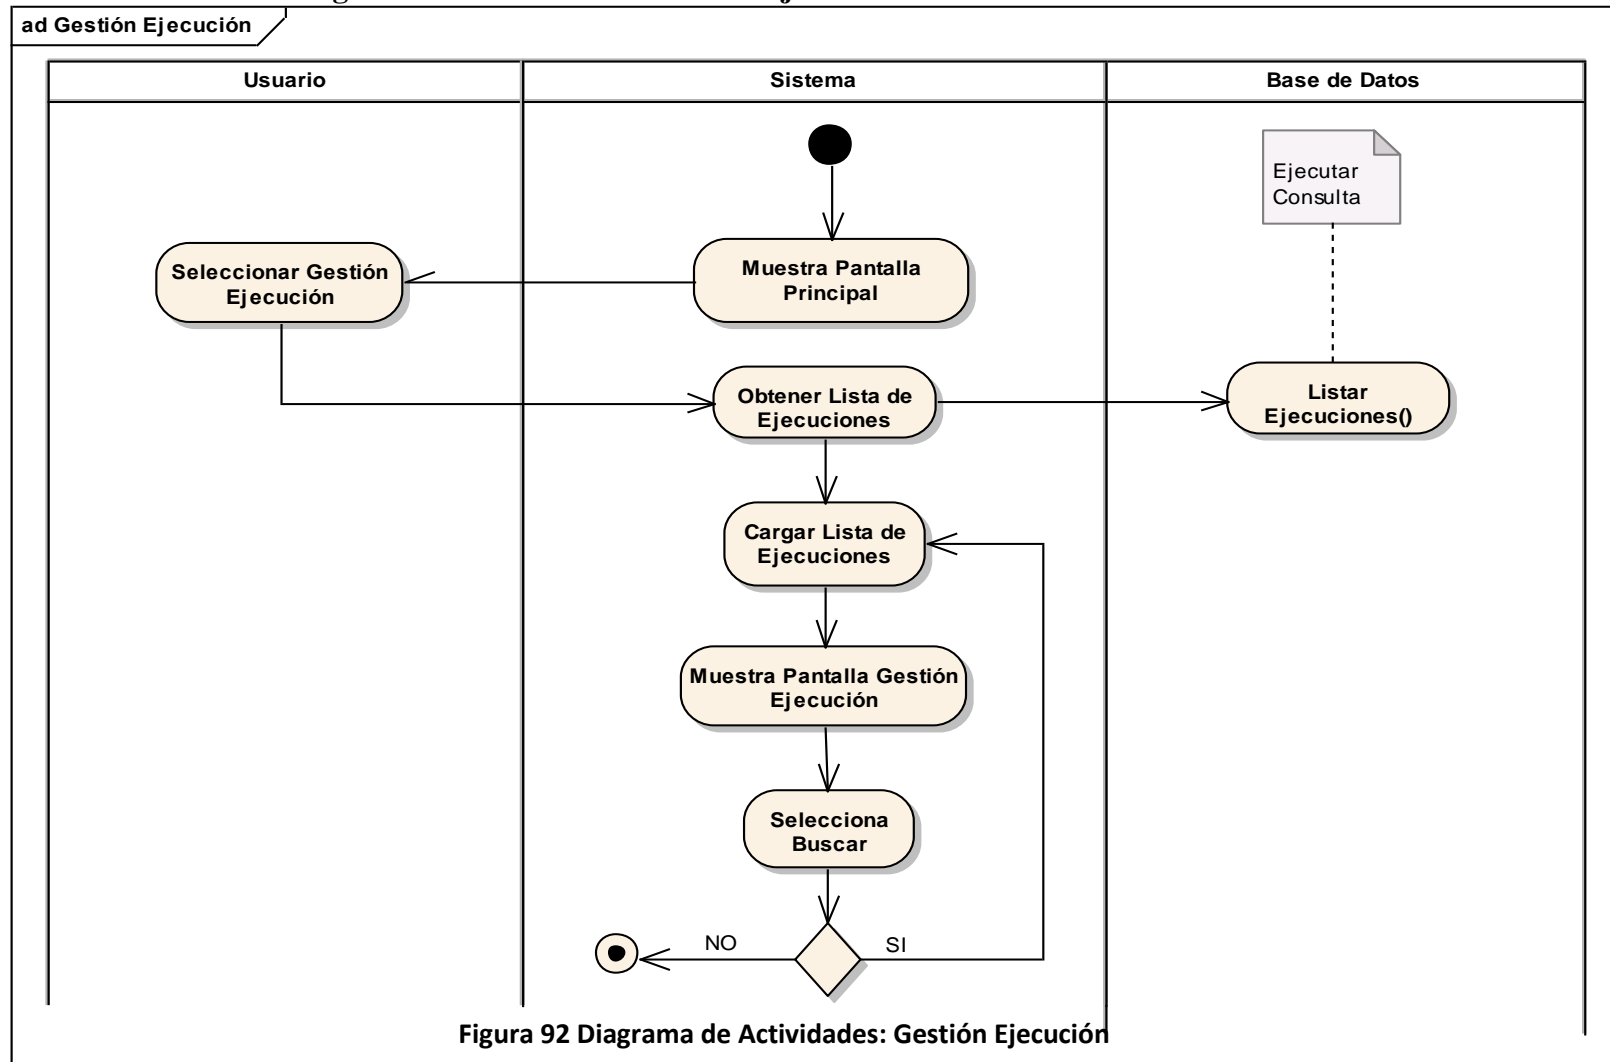 ad Gestión Ejecución
Usuario
Sistema
Base de Datos
Ejecutar
Consulta
Seleccionar Gestión
Ejecución
Muestra Pantalla
Principal
Obtener Lista de
Ejecuciones
Listar
Ejecuciones()
Cargar Lista de
Ejecuciones
Muestra Pantalla Gestión
Ejecución
Selecciona
Buscar
NO
SI
Figura 92 Diagrama de Actividades: Gestión Ejecución